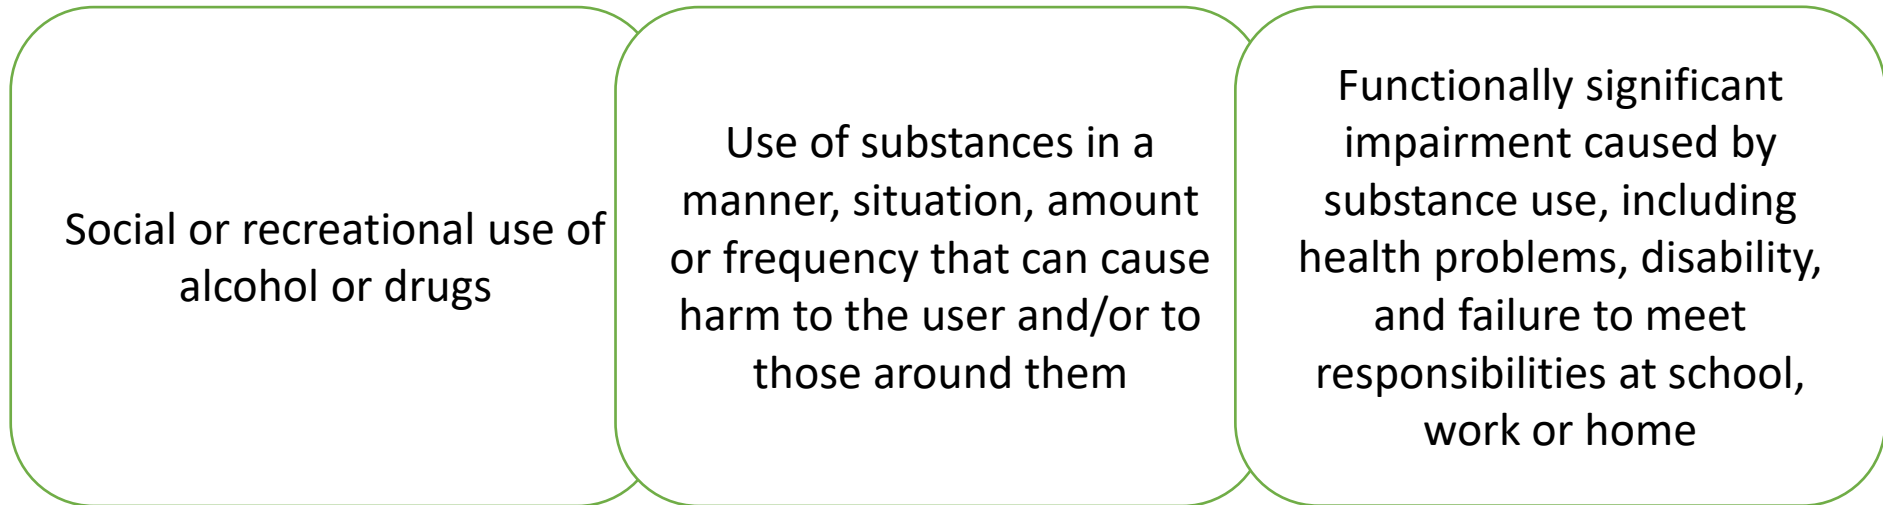 Social or recreational use of
alcohol or drugs
Use of substances in a
manner, situation, amount
or frequency that can cause
harm to the user and/or to
those around them
Functionally significant
impairment caused by
substance use, including
health problems, disability,
and failure to meet
responsibilities at school,
work or home